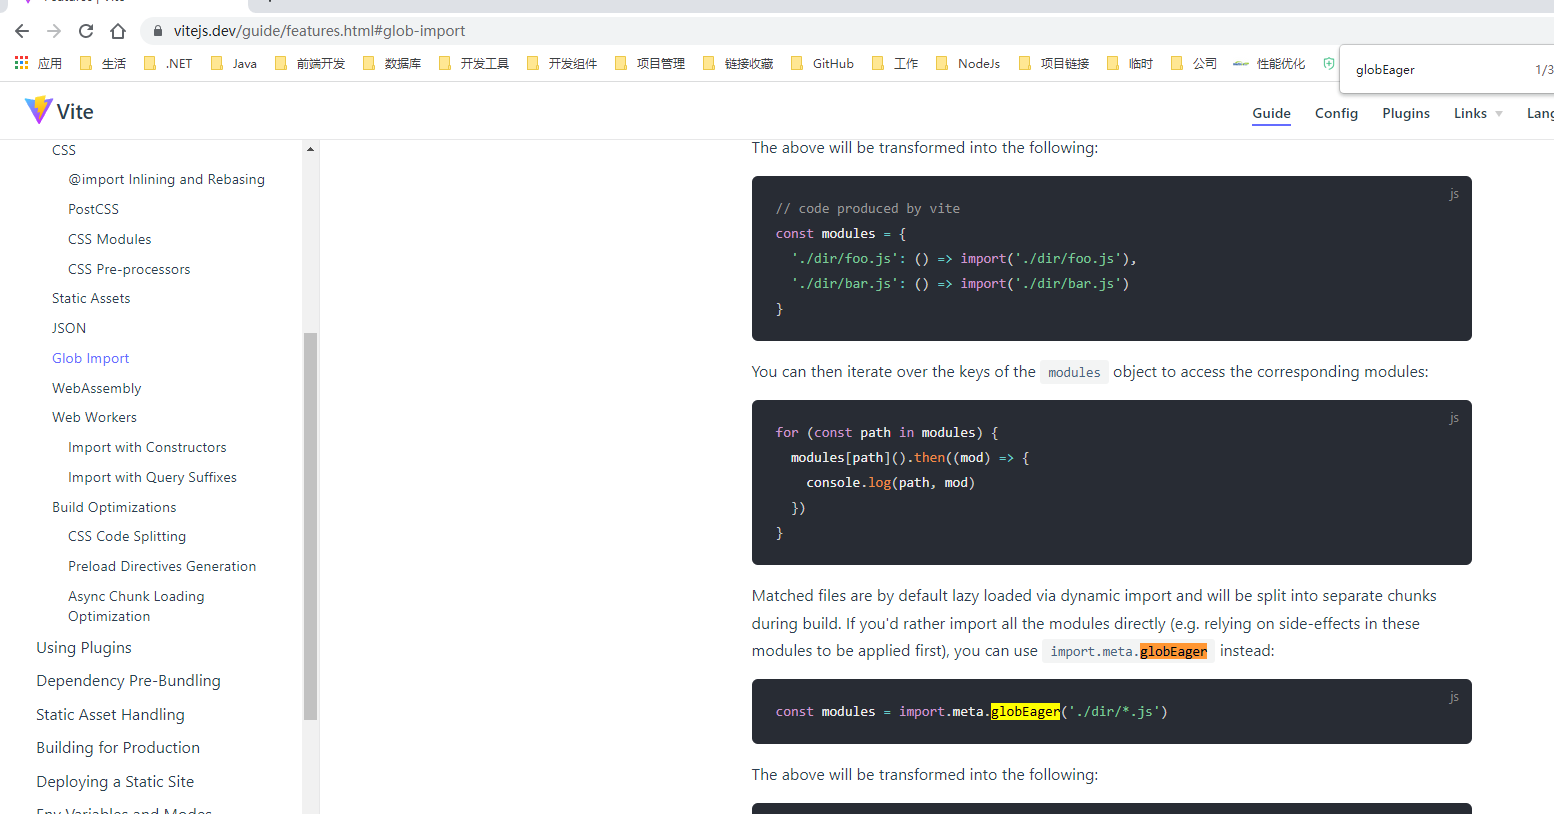 vitejs.dev/guide/features.html#glob-import
应用 生活 .NET Java 前端开发 数据库 开发工具 开发组件 项目管理 链接收藏 GitHub 工作 NodeJs 项目链接 临时 公司 性能优化
globEager 1/3
Vite
Guide Config Plugins Links Lang
CSS
@import Inlining and Rebasing
PostCSS
CSS Modules
CSS Pre-processors
Static Assets
JSON
Glob Import
WebAssembly
Web Workers
Import with Constructors
Import with Query Suffixes
Build Optimizations
CSS Code Splitting
Preload Directives Generation
Async Chunk Loading
Optimization
Using Plugins
Dependency Pre-Bundling
Static Asset Handling
Building for Production
Deploying a Static Site
Env Variables and Modes
The above will be transformed into the following:
js
// code produced by vite
const modules = {
'./dir/foo.js': () => import('./dir/foo.js'),
'./dir/bar.js': () => import('./dir/bar.js')
}
You can then iterate over the keys of the modules object to access the corresponding modules:
js
for (const path in modules) {
modules[path]().then((mod) => {
console.log(path, mod)
})
}
Matched files are by default lazy loaded via dynamic import and will be split into separate chunks
during build. If you'd rather import all the modules directly (e.g. relying on side-effects in these
modules to be applied first), you can use import.meta.globEager instead:
js
const modules = import.meta.globEager('./dir/*.js')
The above will be transformed into the following: